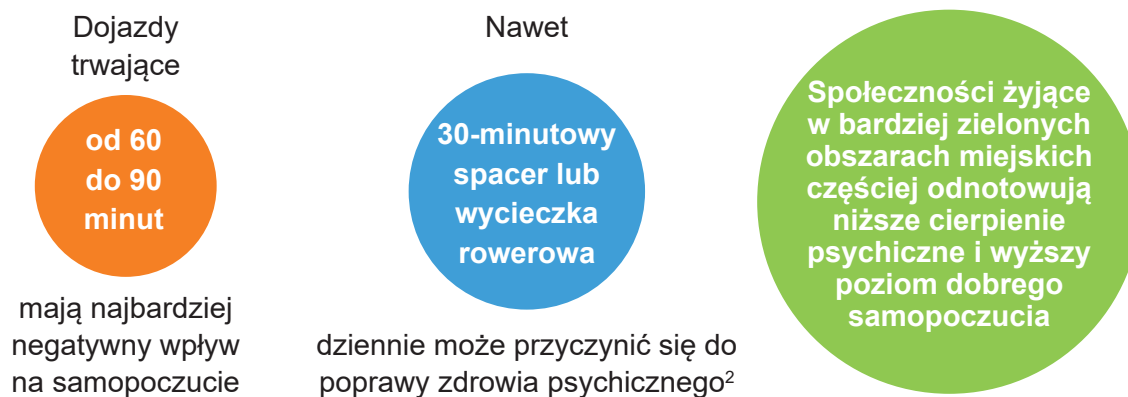 Dojazdy
trwające
od 60
do 90
minut
mają najbardziej
negatywny wpływ
na samopoczucie
Nawet
30-minutowy
spacer lub
wycieczka
rowerowa
dziennie może przyczynić się do
poprawy zdrowia psychicznego²
Społeczności żyjące
w bardziej zielonych
obszarach miejskich
częściej odnotowują
niższe cierpienie
psychiczne i wyższy
poziom dobrego
samopoczucia